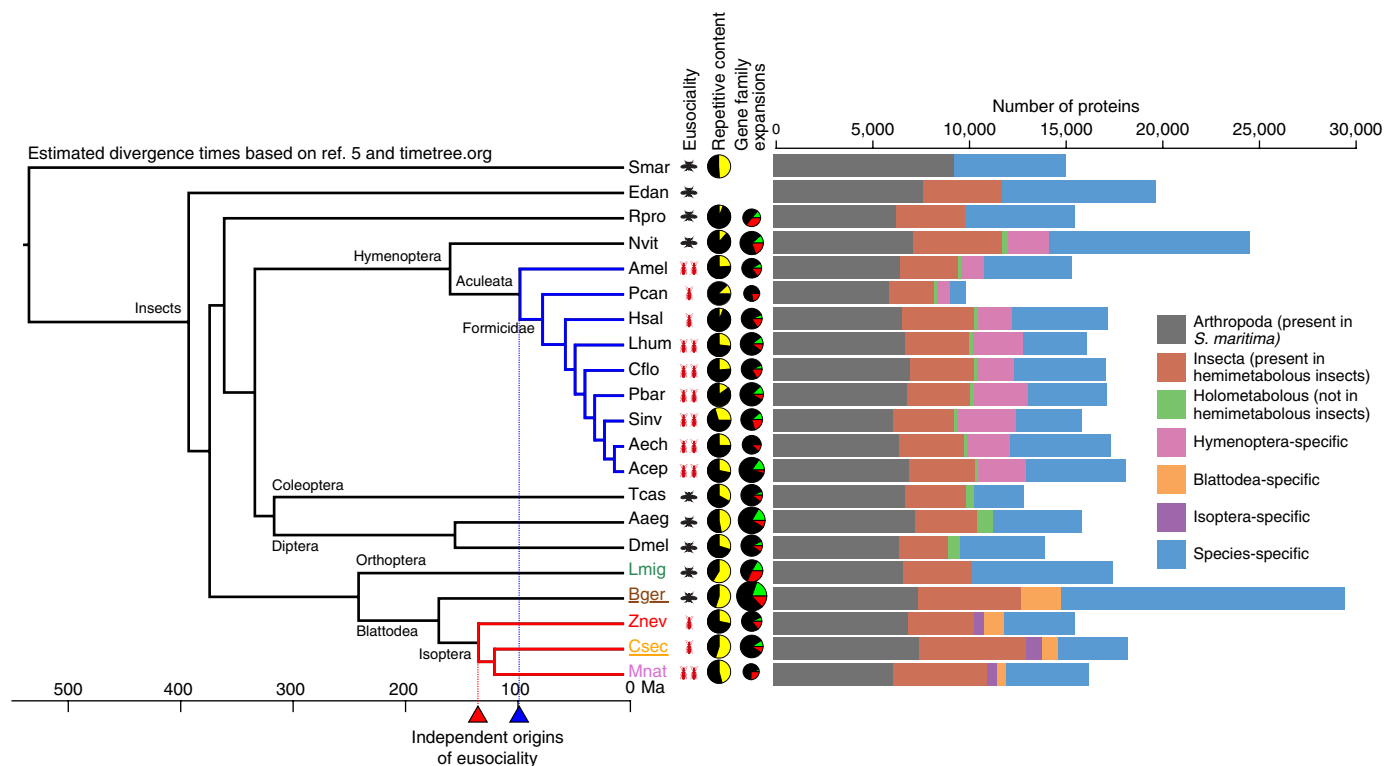 Eusociality
Repetitive content
Gene family
expansions
Number of proteins
0 5,000 10,000 15,000 20,000 25,000 30,000
Estimated divergence times based on ref. 5 and timetree.org
Smar
Edan
Rpro
Nvit
Amel
Pcan
Hsal
Lhum
Cflo
Pbar
Sinv
Aech
Acep
Tcas
Aaeg
Dmel
Lmig
Bger
Znev
Csec
Mnat
Insects
Hymenoptera
Aculeata
Formicidae
Coleoptera
Diptera
Orthoptera
Blattodea
Isoptera
500 400 300 200 100 0 Ma
Independent origins
of eusociality
Arthropoda (present in
S. maritima)
Insecta (present in
hemimetabolous insects)
Holometabolous (not in
hemimetabolous insects)
Hymenoptera-specific
Blattodea-specific
Isoptera-specific
Species-specific